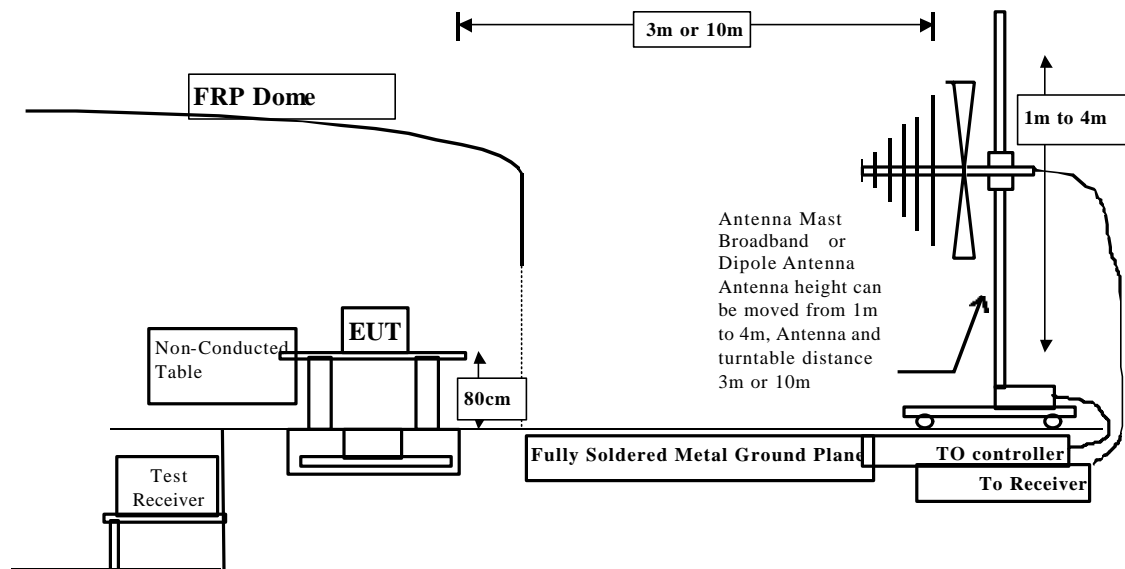 3m or 10m
FRP Dome
1m to 4m
Antenna Mast
Broadband or
Dipole Antenna
Antenna height can
be moved from 1m
to 4m, Antenna and
turntable distance
3m or 10m
EUT
Non-Conducted
Table
80cm
Fully Soldered Metal Ground Plane
TO controller
To Receiver
Test
Receiver